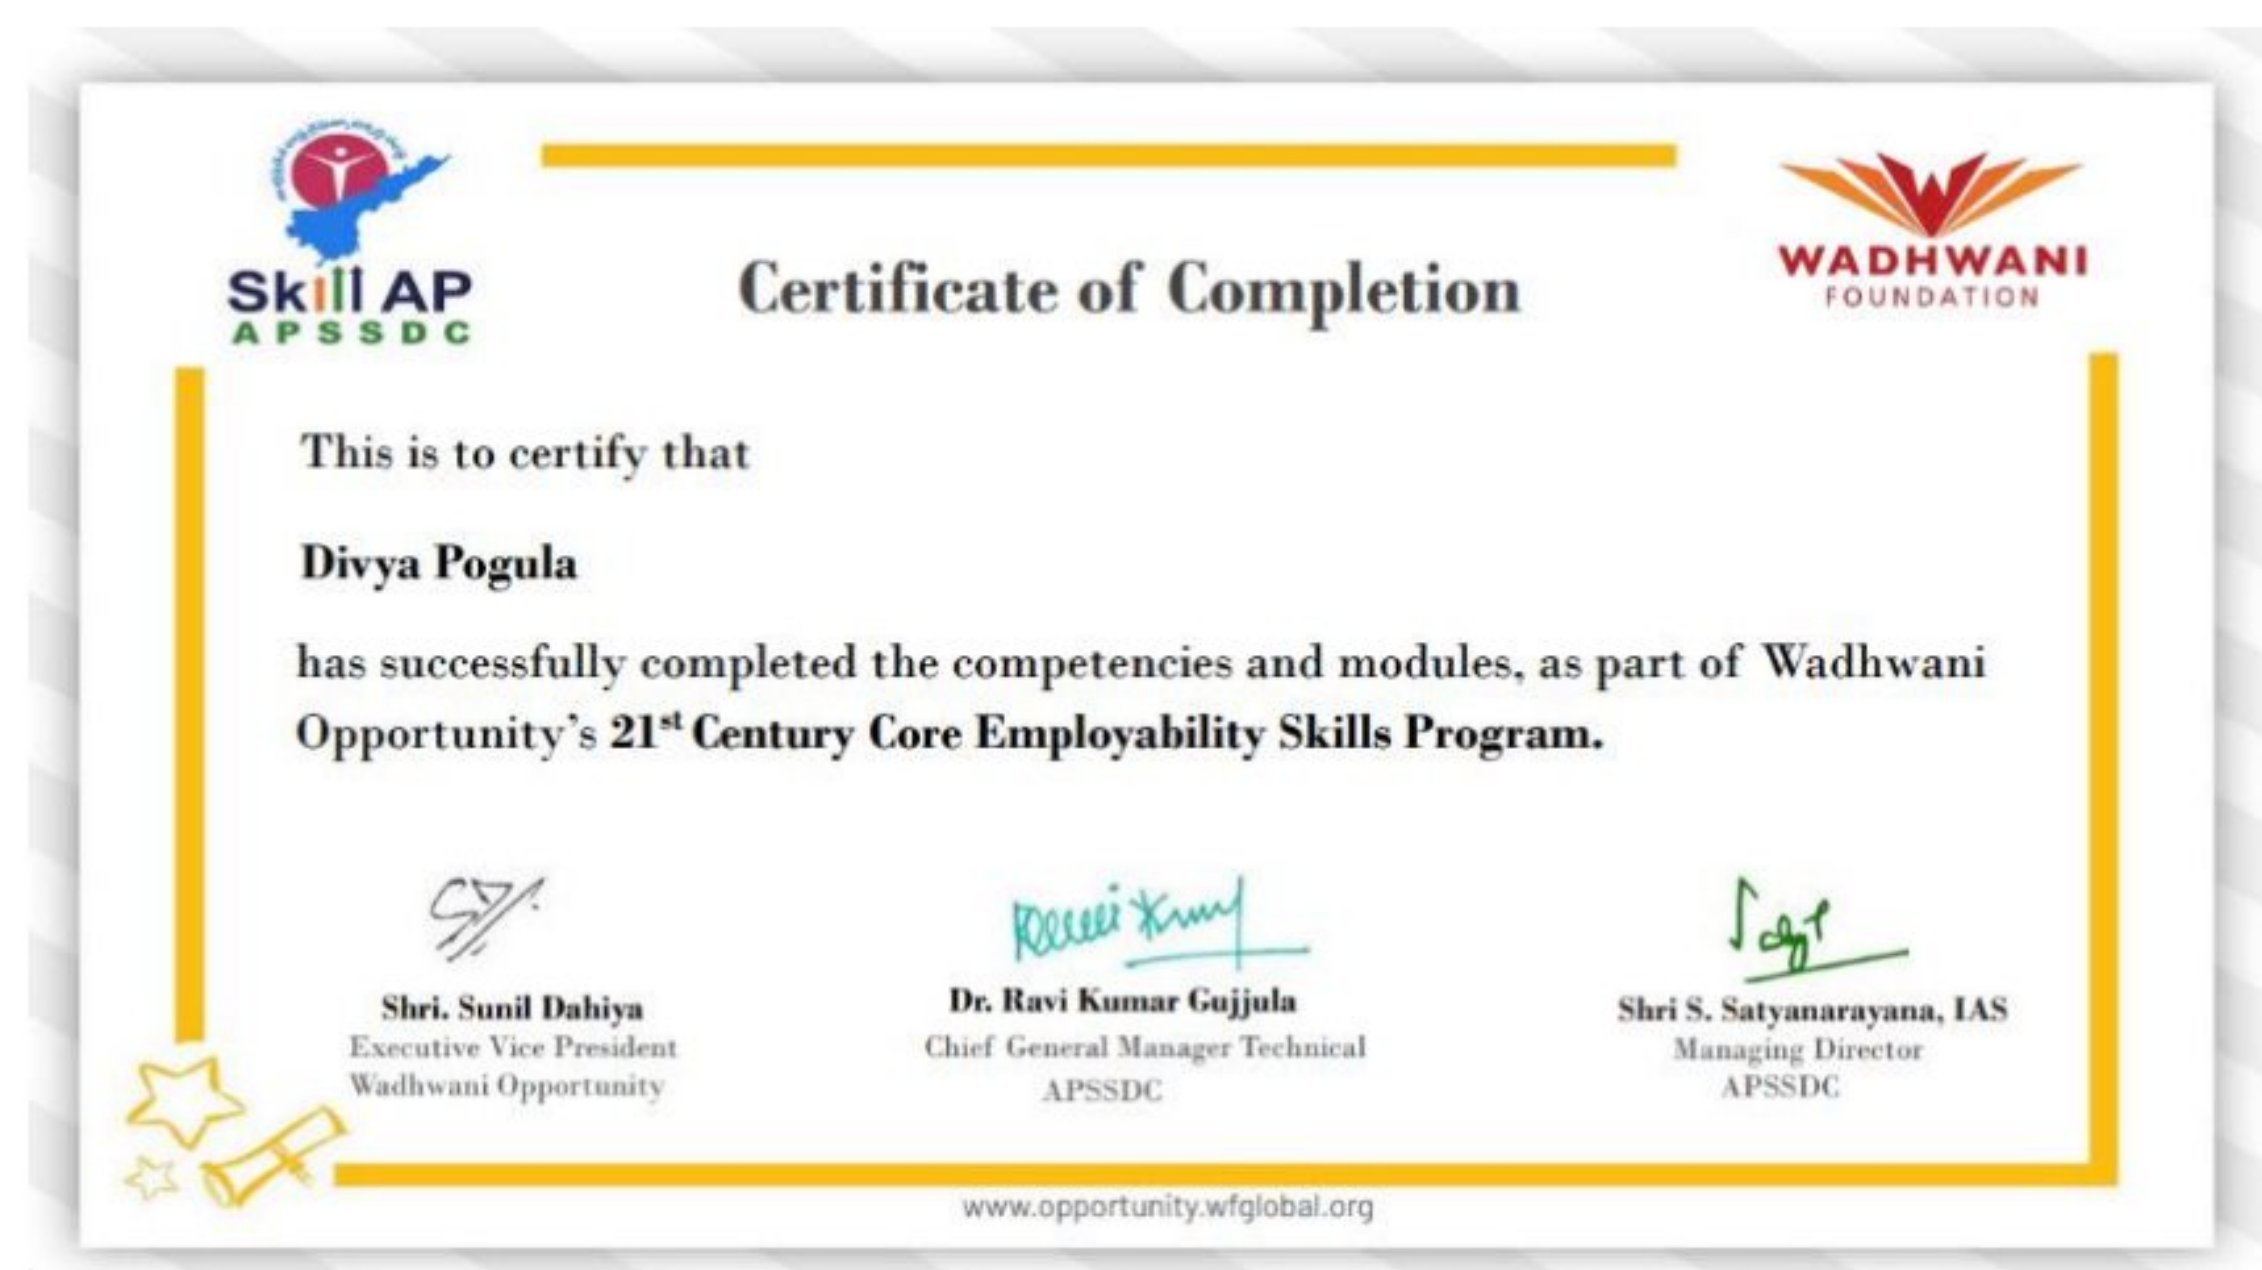 Skill AP
APSSDC
WADHWANI
FOUNDATION
Certificate of Completion
This is to certify that
Divya Pogula
has successfully completed the competencies and modules, as part of Wadhwani
Opportunity's 21st Century Core Employability Skills Program.
Shri. Sunil Dahiya
Executive Vice President
Wadhwani Opportunity
Ravi Kumar
Dr. Ravi Kumar Gujjula
Chief General Manager Technical
APSSDC
Shri S. Satyanarayana, IAS
Managing Director
APSSDC
www.opportunity.wfglobal.org